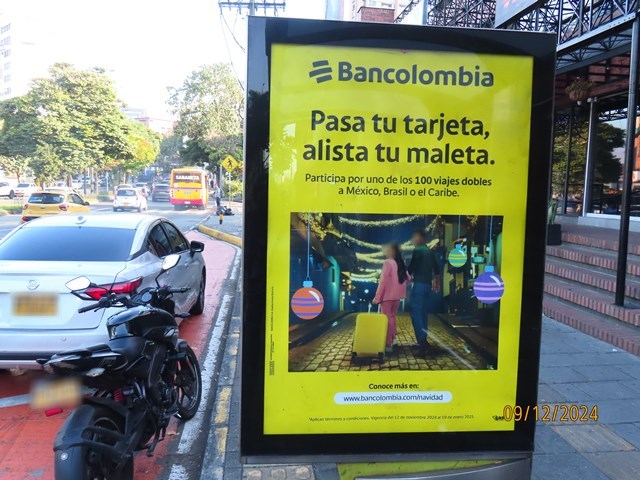 Bancolombia
Pasa tu tarjeta,
alista tu maleta.
Participa por uno de los 100 viajes dobles
a México, Brasil o el Caribe.
Conoce más en:
www.bancolombia.com/navidad
09/12/2024